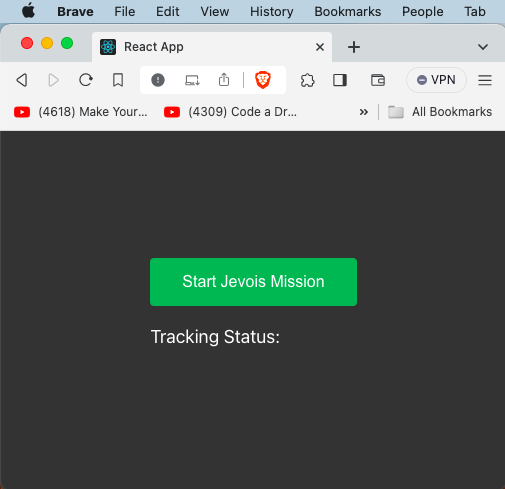 Brave File Edit View History Bookmarks People Tab
React App
VPN
(4618) Make Your... (4309) Code a Dr... » All Bookmarks
Start Jevois Mission
Tracking Status: